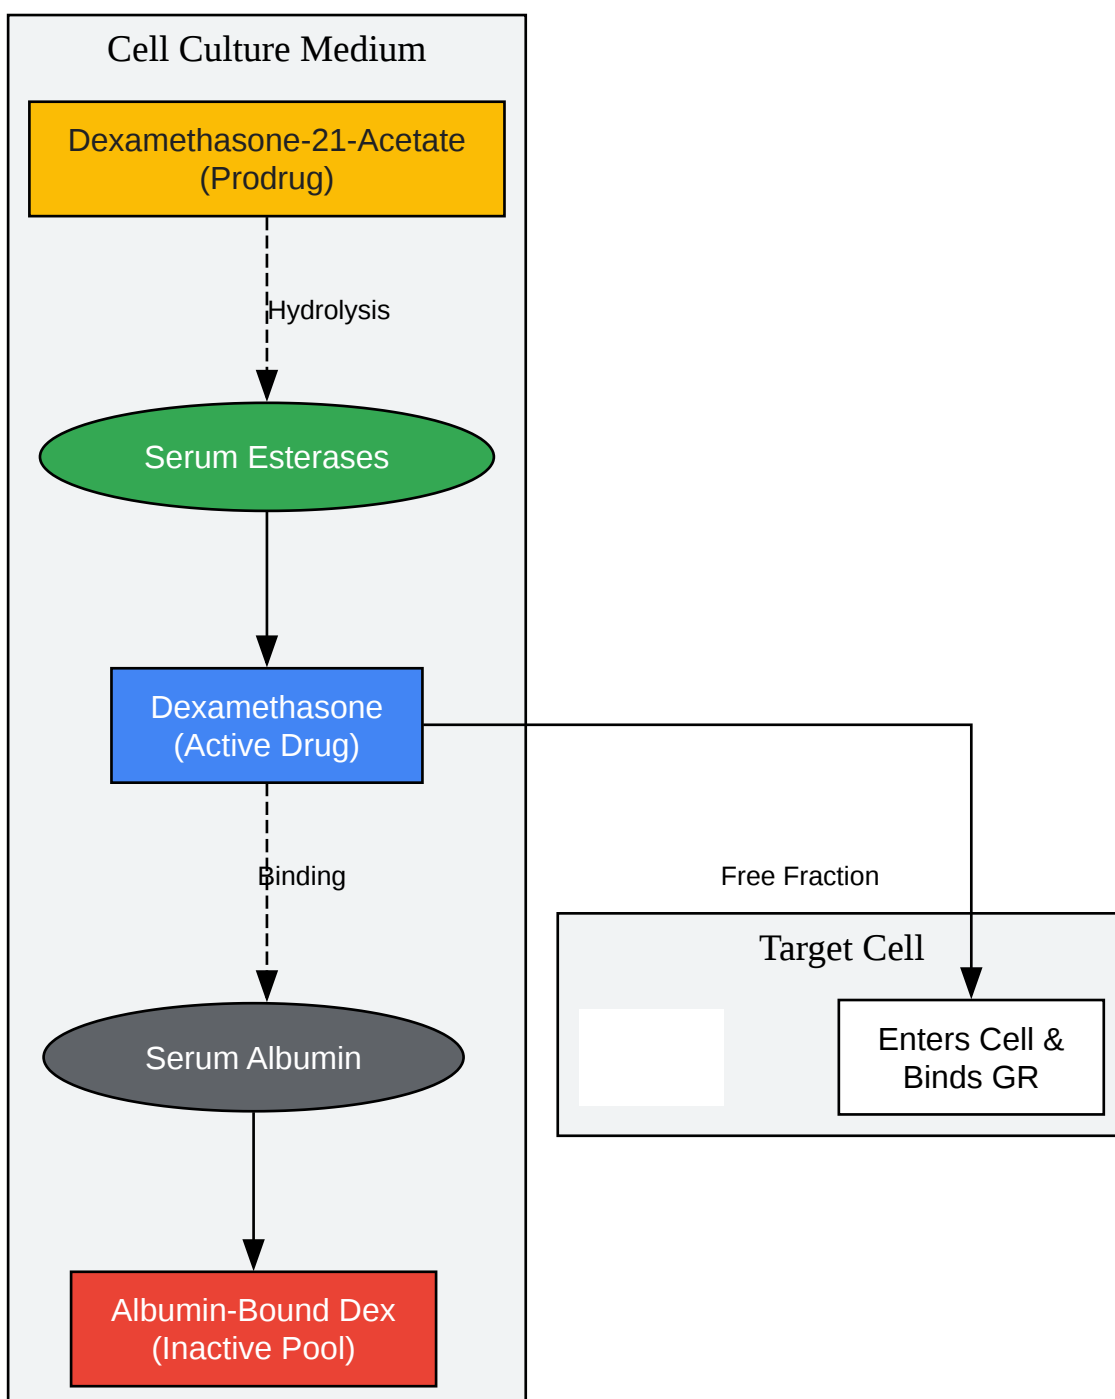 Cell Culture Medium
Dexamethasone-21-Acetate
(Prodrug)
Hydrolysis
Serum Esterases
Dexamethasone
(Active Drug)
Binding
Free Fraction
Target Cell
Enters Cell &
Binds GR
Serum Albumin
Albumin-Bound Dex
(Inactive Pool)